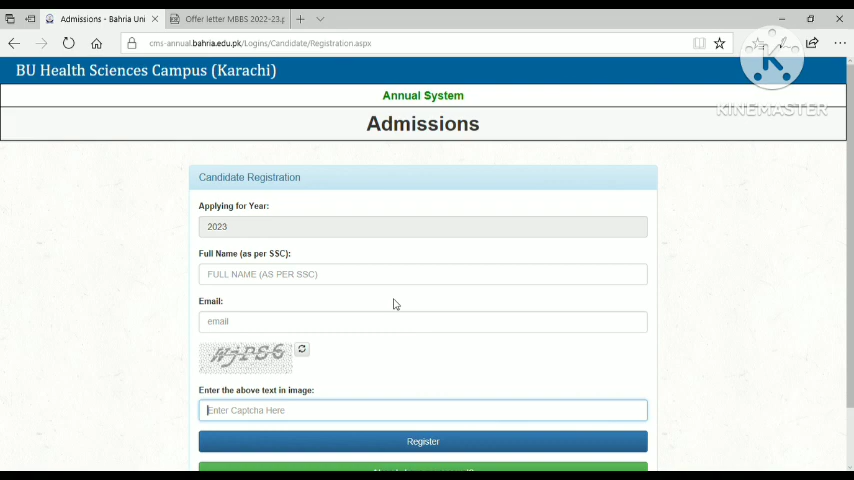 Admissions - Bahria Uni
Offer letter MBBS 2022-23.p
cms-annual.bahria.edu.pk/Logins/Candidate/Registration.aspx
BU Health Sciences Campus (Karachi)
K
KINEMASTER
Annual System
Admissions
Candidate Registration
Applying for Year:
2023
Full Name (as per SSC):
FULL NAME (AS PER SSC)
Email:
email
Enter the above text in image:
Enter Captcha Here
Register